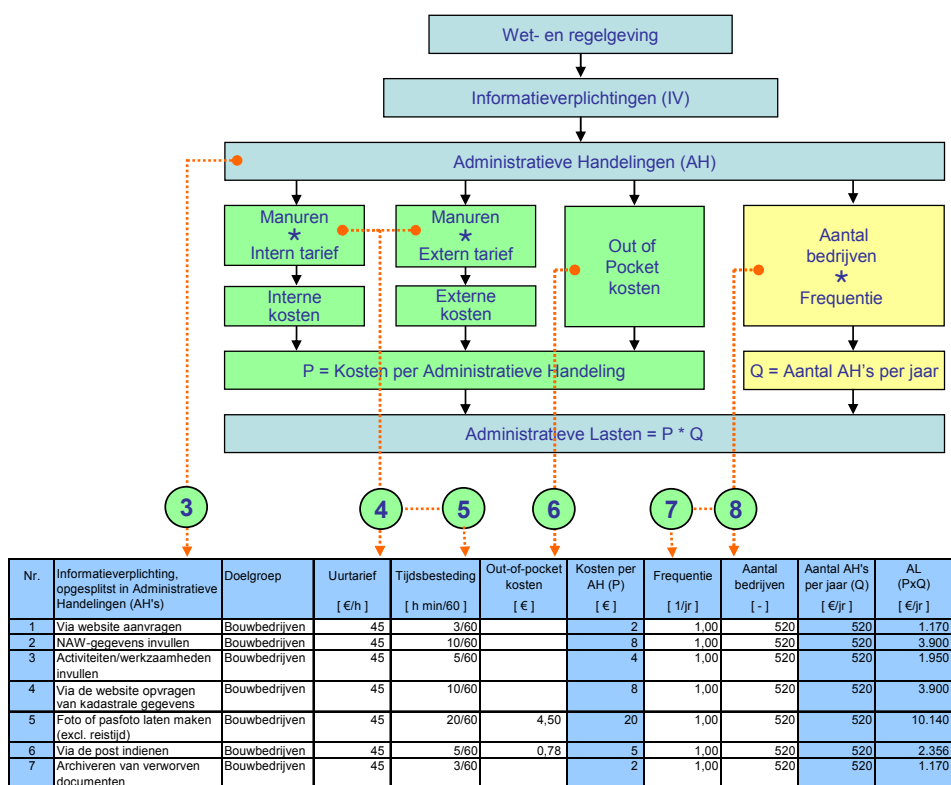 Wet- en regelgeving
Informatieverplichtingen (IV)
Administratieve Handelingen (AH)
Manuren
*
Intern tarief
Manuren
*
Extern tarief
Out of
Pocket
kosten
Aantal
bedrijven
*
Frequentie
Interne
kosten
Externe
kosten
P = Kosten per Administratieve Handeling
Q = Aantal AH's per jaar
Administratieve Lasten = P * Q
3 4 5 6 7 8
Nr. Informatieverplichting, opgesplitst in Administratieve Handelingen (AH's) Doelgroep Uurtarief [ €/h ] Tijdsbesteding [ h min/60 ] Out-of-pocket kosten [ € ] Kosten per AH (P) [ € ] Frequentie [ 1/jr ] Aantal bedrijven [ - ] Aantal AH's per jaar (Q) [ €/jr ] AL (PxQ) [ €/jr ]
1 Via website aanvragen Bouwbedrijven 45 3/60 2 1,00 520 520 1.170
2 NAW-gegevens invullen Bouwbedrijven 45 10/60 8 1,00 520 520 3.900
3 Activiteiten/werkzaamheden invullen Bouwbedrijven 45 5/60 4 1,00 520 520 1.950
4 Via de website opvragen van kadastrale gegevens Bouwbedrijven 45 10/60 8 1,00 520 520 3.900
5 Foto of pasfoto laten maken (excl. reistijd) Bouwbedrijven 45 20/60 4,50 20 1,00 520 520 10.140
6 Via de post indienen Bouwbedrijven 45 5/60 0,78 5 1,00 520 520 2.356
7 Archiveren van verworven documenten Bouwbedrijven 45 3/60 2 1,00 520 520 1.170